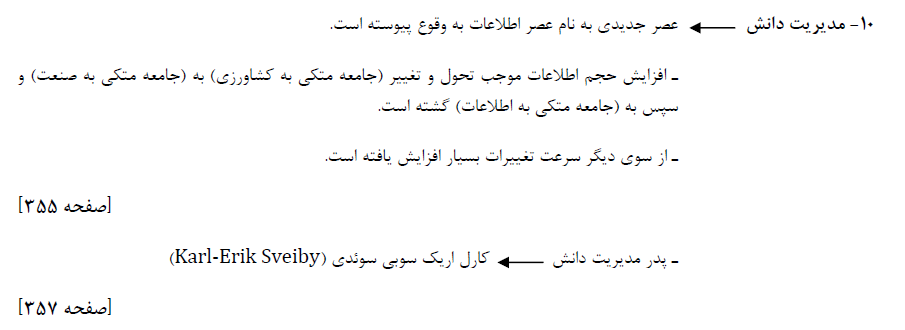 ۱۰- مدیریت دانش ← عصر جدیدی به نام عصر اطلاعات به وقوع پیوسته است.
ـ افزایش حجم اطلاعات موجب تحول و تغییر (جامعه متکی به کشاورزی) به (جامعه متکی به صنعت) و
سپس به (جامعه متکی به اطلاعات) گشته است.
ـ از سوی دیگر سرعت تغییرات بسیار افزایش یافته است.
[صفحه ۳۵۵]
ـ پدر مدیریت دانش ← کارل اریک سوبی سوئدی (Karl-Erik Sveiby)
[صفحه ۳۵۷]